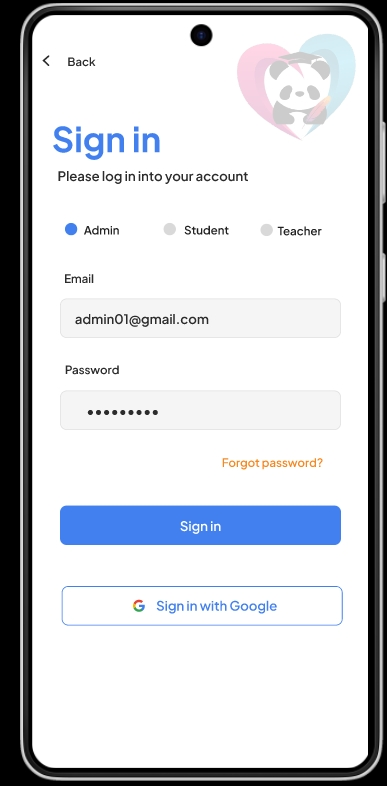 Back
Sign in
Please log in into your account
Admin Student Teacher
Email
admin01@gmail.com
Password
•••••••••
Forgot password?
Sign in
Sign in with Google